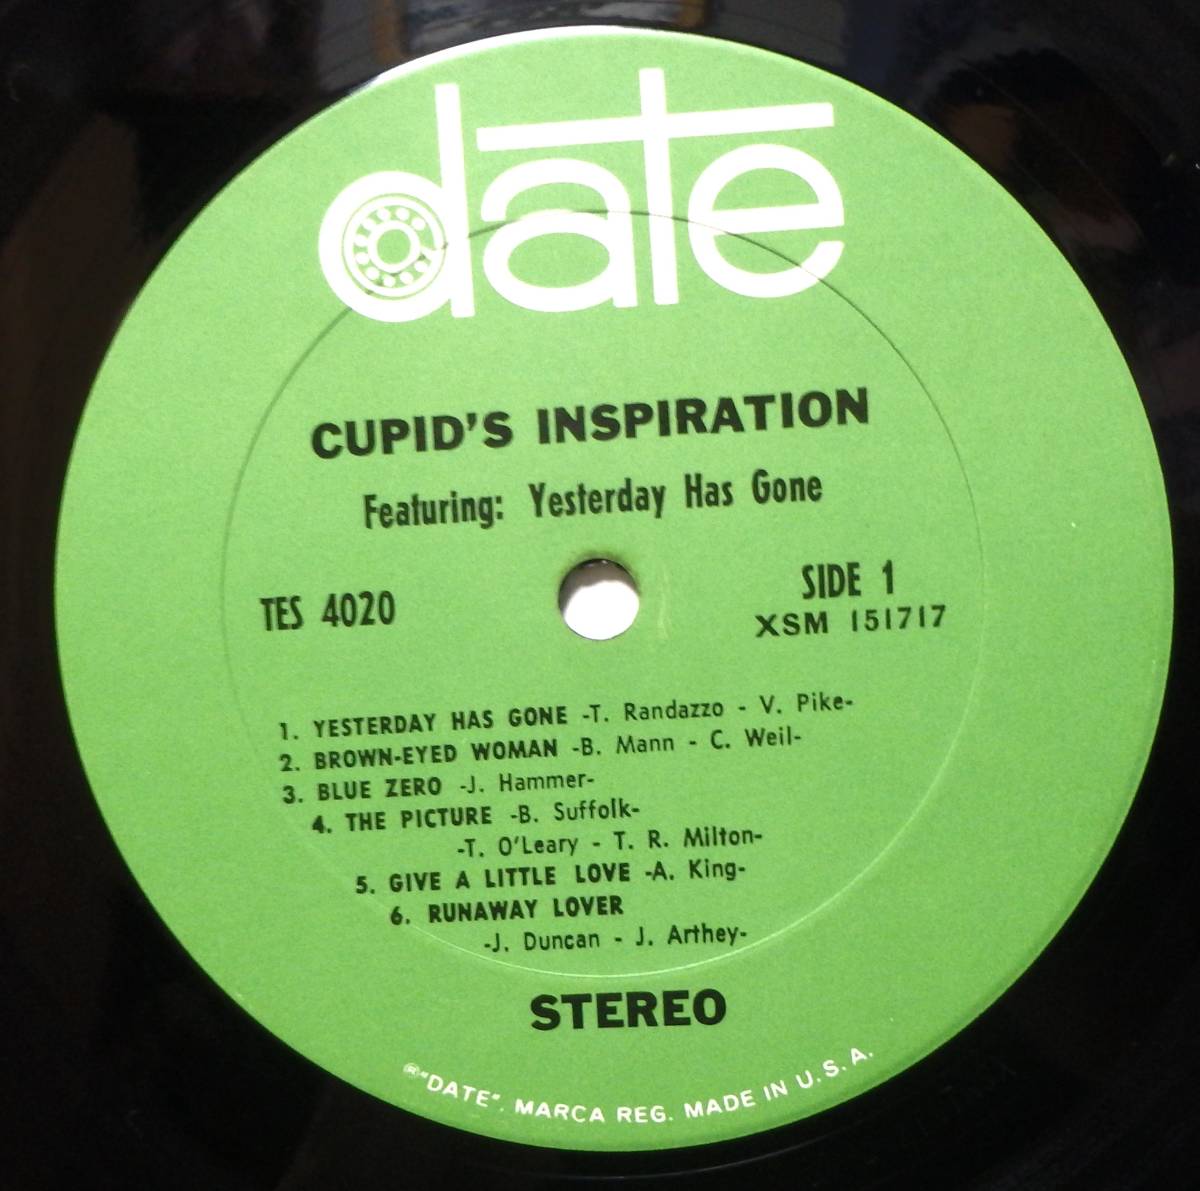 date
CUPID'S INSPIRATION
Featuring: Yesterday Has Gone
TES 4020
SIDE 1
XSM 151717
1. YESTERDAY HAS GONE -T. Randazzo - V. Pike-
2. BROWN-EYED WOMAN -B. Mann - C. Weil-
3. BLUE ZERO -J. Hammer-
4. THE PICTURE -B. Suffolk-
-T. O'Leary - T. R. Milton-
5. GIVE A LITTLE LOVE -A. King-
6. RUNAWAY LOVER
-J. Duncan - J. Arthey-
STEREO
®"DATE". MARCA REG. MADE IN U.S.A.